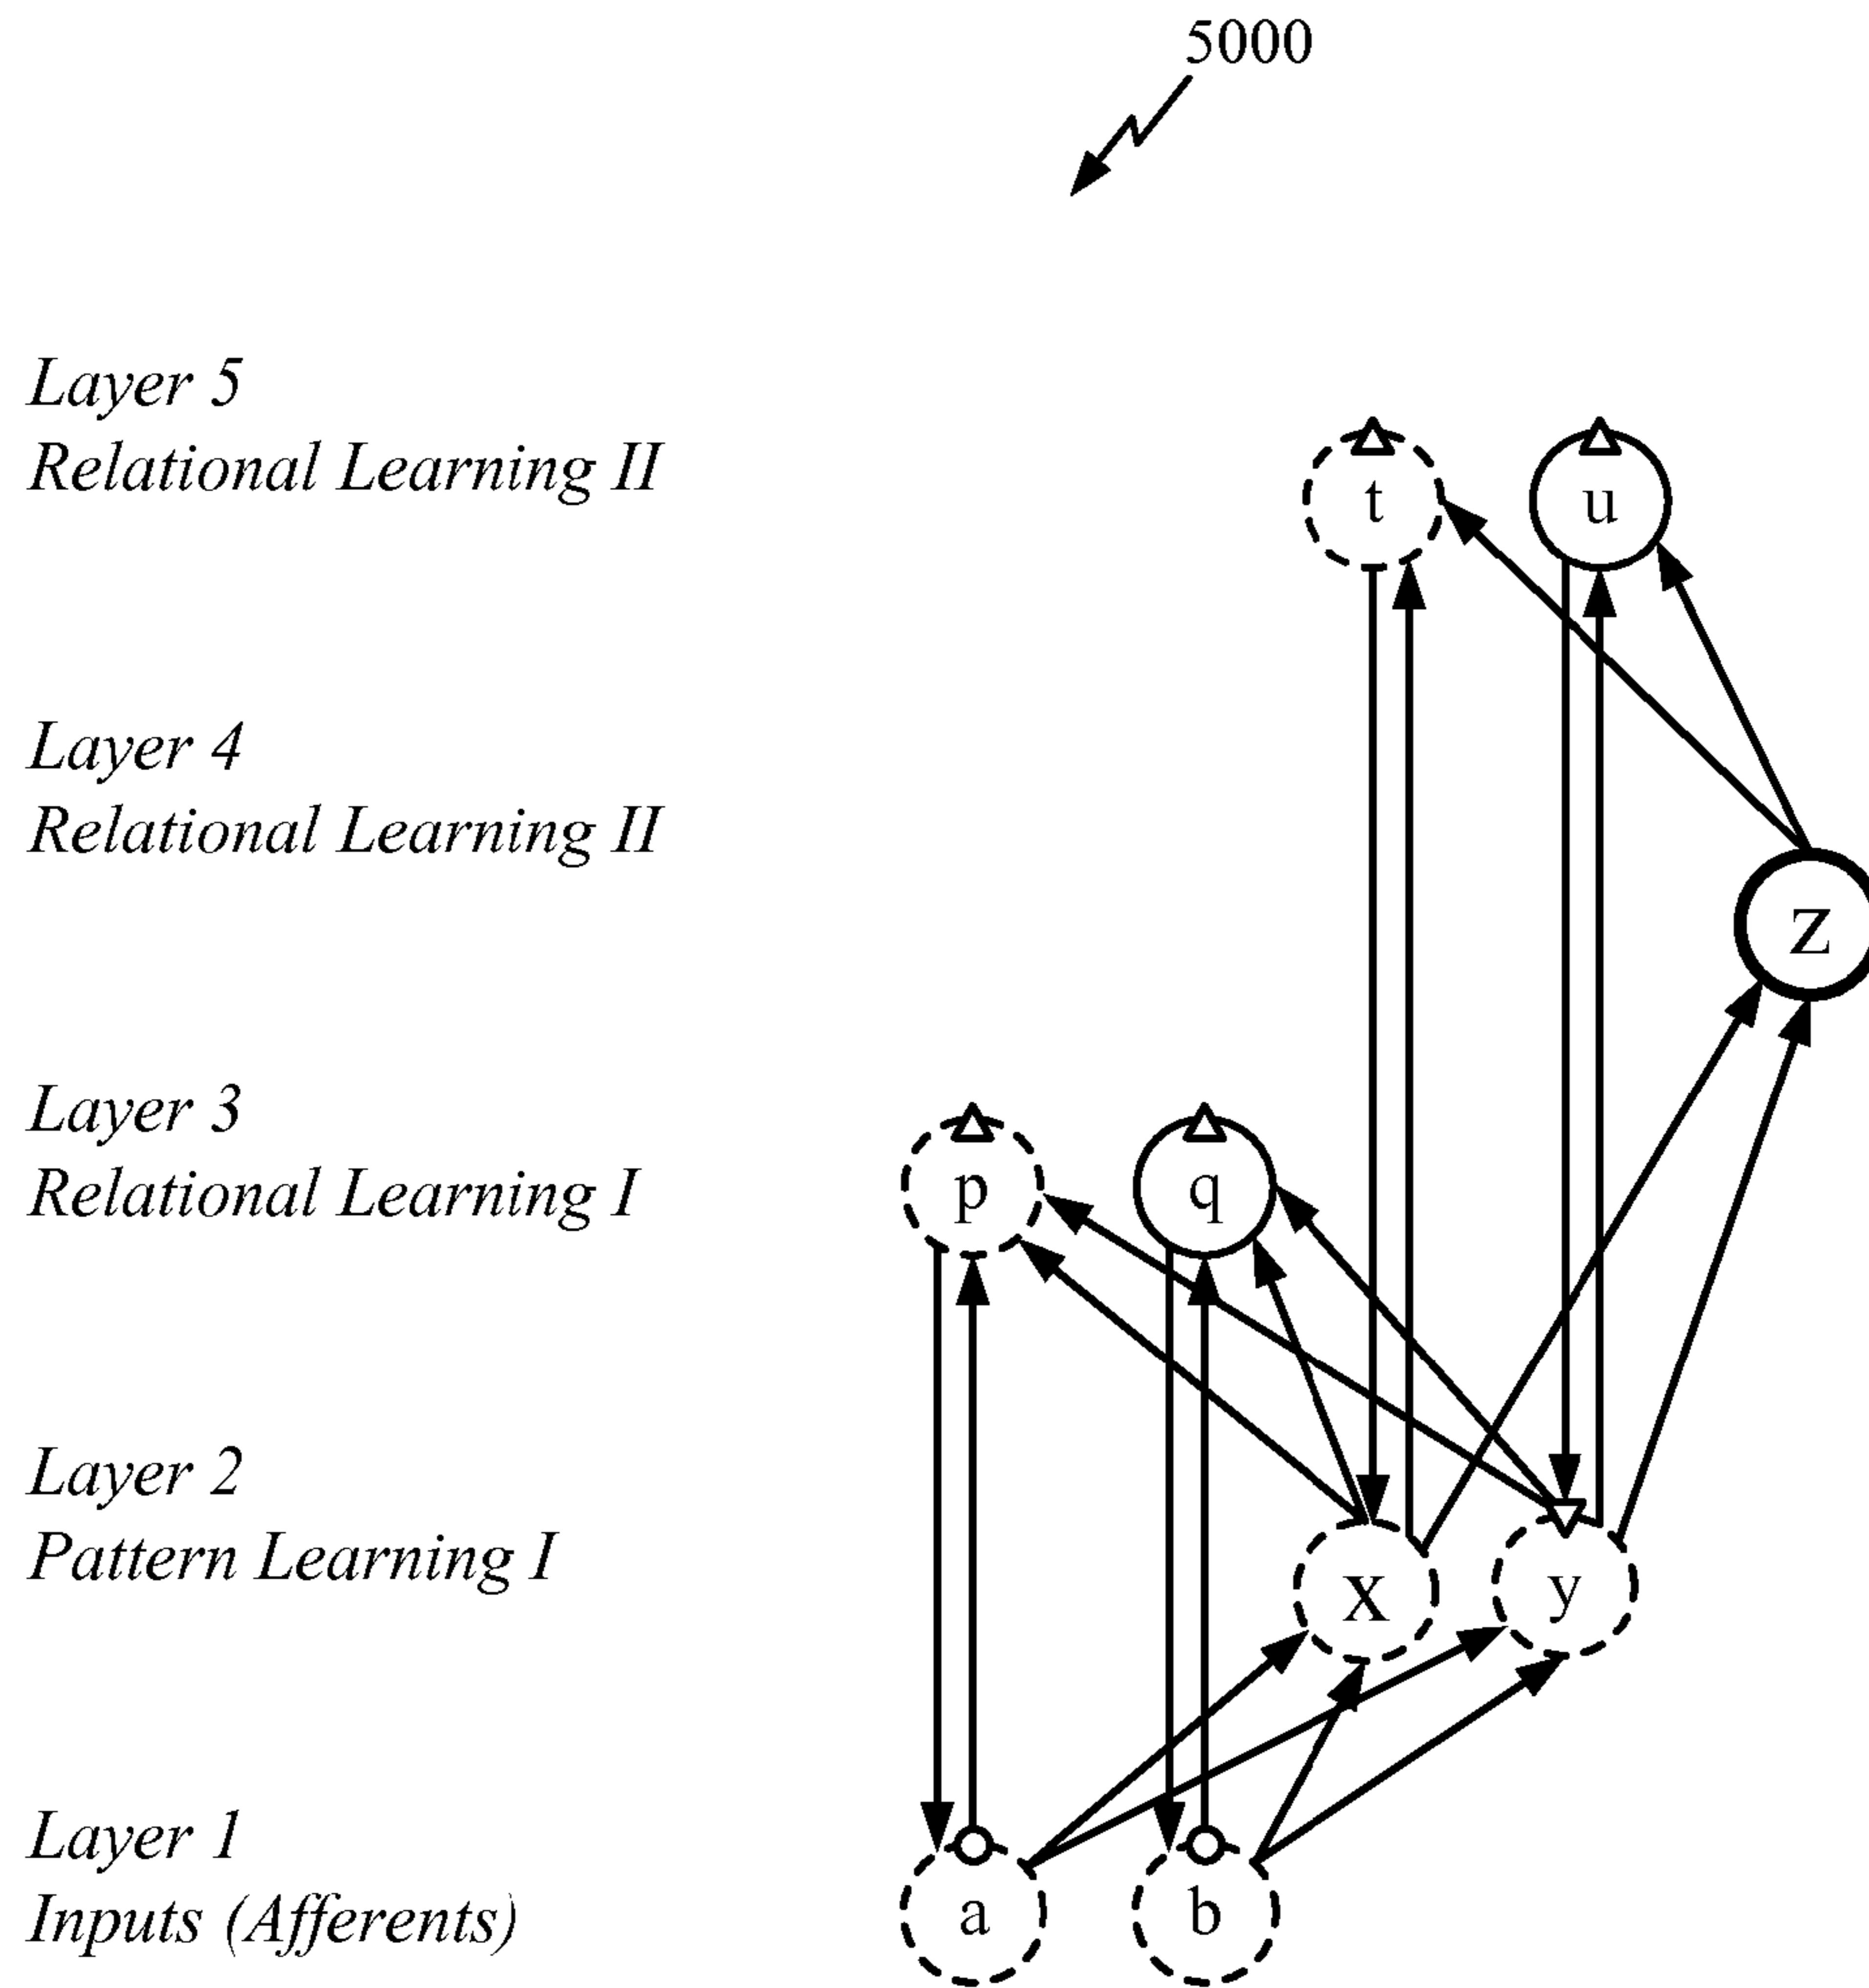 5000
Layer 5
Relational Learning II
t
u
Layer 4
Relational Learning II
z
Layer 3
Relational Learning I
p
q
Layer 2
Pattern Learning I
x
y
Layer 1
Inputs (Afferents)
a
b